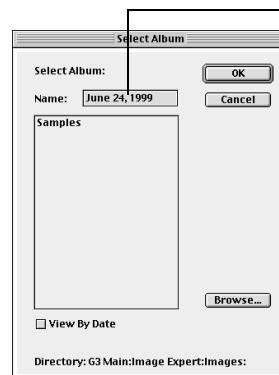 Select Album
Select Album:
OK
Name: June 24, 1999
Cancel
Samples
Browse...
View By Date
Directory: G3 Main:Image Expert:Images: